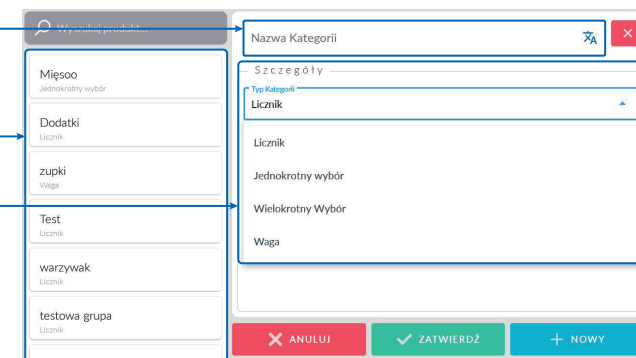 Wyszukaj produkt...
Mięsoo
Jednokrotny wybór
Dodatki
Licznik
zupki
Waga
Test
Licznik
warzywak
Licznik
testowa grupa
Licznik
Nazwa Kategorii
Szczegóły
Typ Kategorii
Licznik
Licznik
Jednokrotny wybór
Wielokrotny Wybór
Waga
ANULUJ
ZATWIERDŹ
NOWY